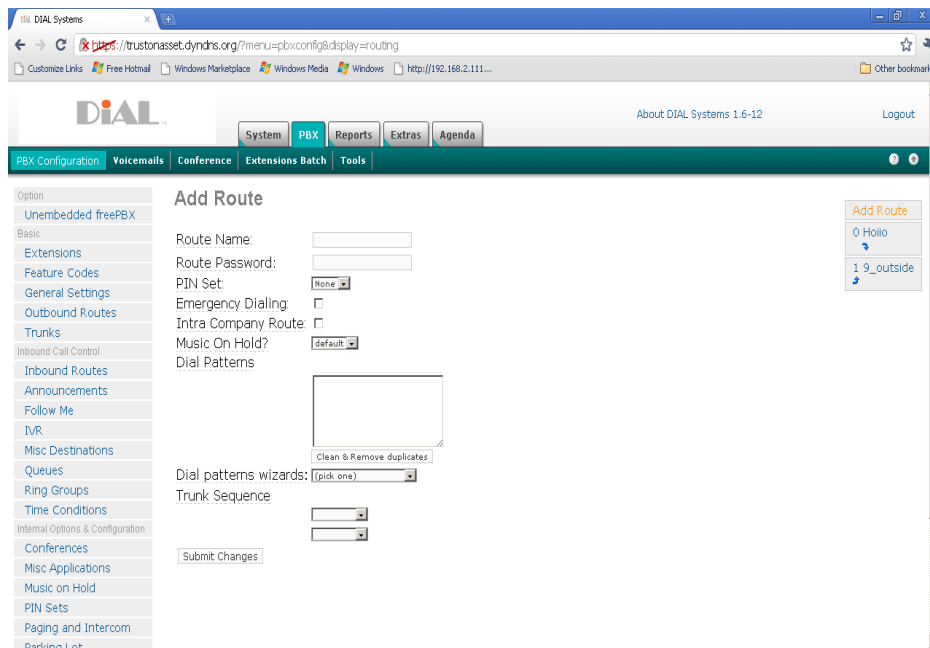 DIAL Systems
https://trustonasset.dyndns.org/?menu=pbxconfig&display=routing
Customize Links Free Hotmail Windows Marketplace Windows Media Windows http://192.168.2.111... Other bookmark
DiAL
About DIAL Systems 1.6-12 Logout
System PBX Reports Extras Agenda
PBX Configuration Voicemails Conference Extensions Batch Tools
Option
Unembedded freePBX
Basic
Extensions
Feature Codes
General Settings
Outbound Routes
Trunks
Inbound Call Control
Inbound Routes
Announcements
Follow Me
IVR
Misc Destinations
Queues
Ring Groups
Time Conditions
Internal Options & Configuration
Conferences
Misc Applications
Music on Hold
PIN Sets
Paging and Intercom
Parking Lot
Add Route
Route Name:
Route Password:
PIN Set: None
Emergency Dialing:
Intra Company Route:
Music On Hold? default
Dial Patterns
Clean & Remove duplicates
Dial patterns wizards: (pick one)
Trunk Sequence
Submit Changes
Add Route
0 Hoiio
1 9_outside